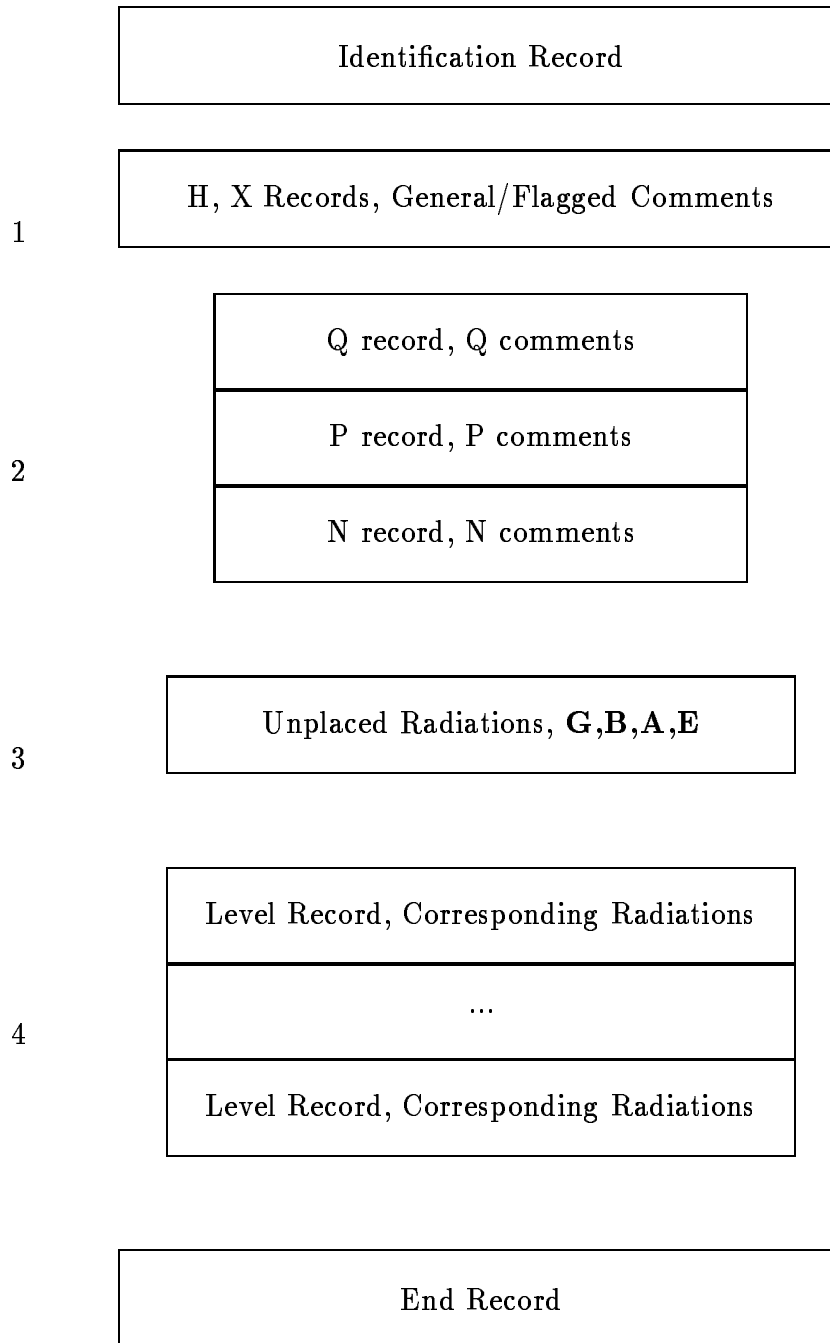 Identification Record
H, X Records, General/Flagged Comments
1
Q record, Q comments
P record, P comments
2
N record, N comments
Unplaced Radiations, G,B,A,E
3
Level Record, Corresponding Radiations
...
4
Level Record, Corresponding Radiations
End Record